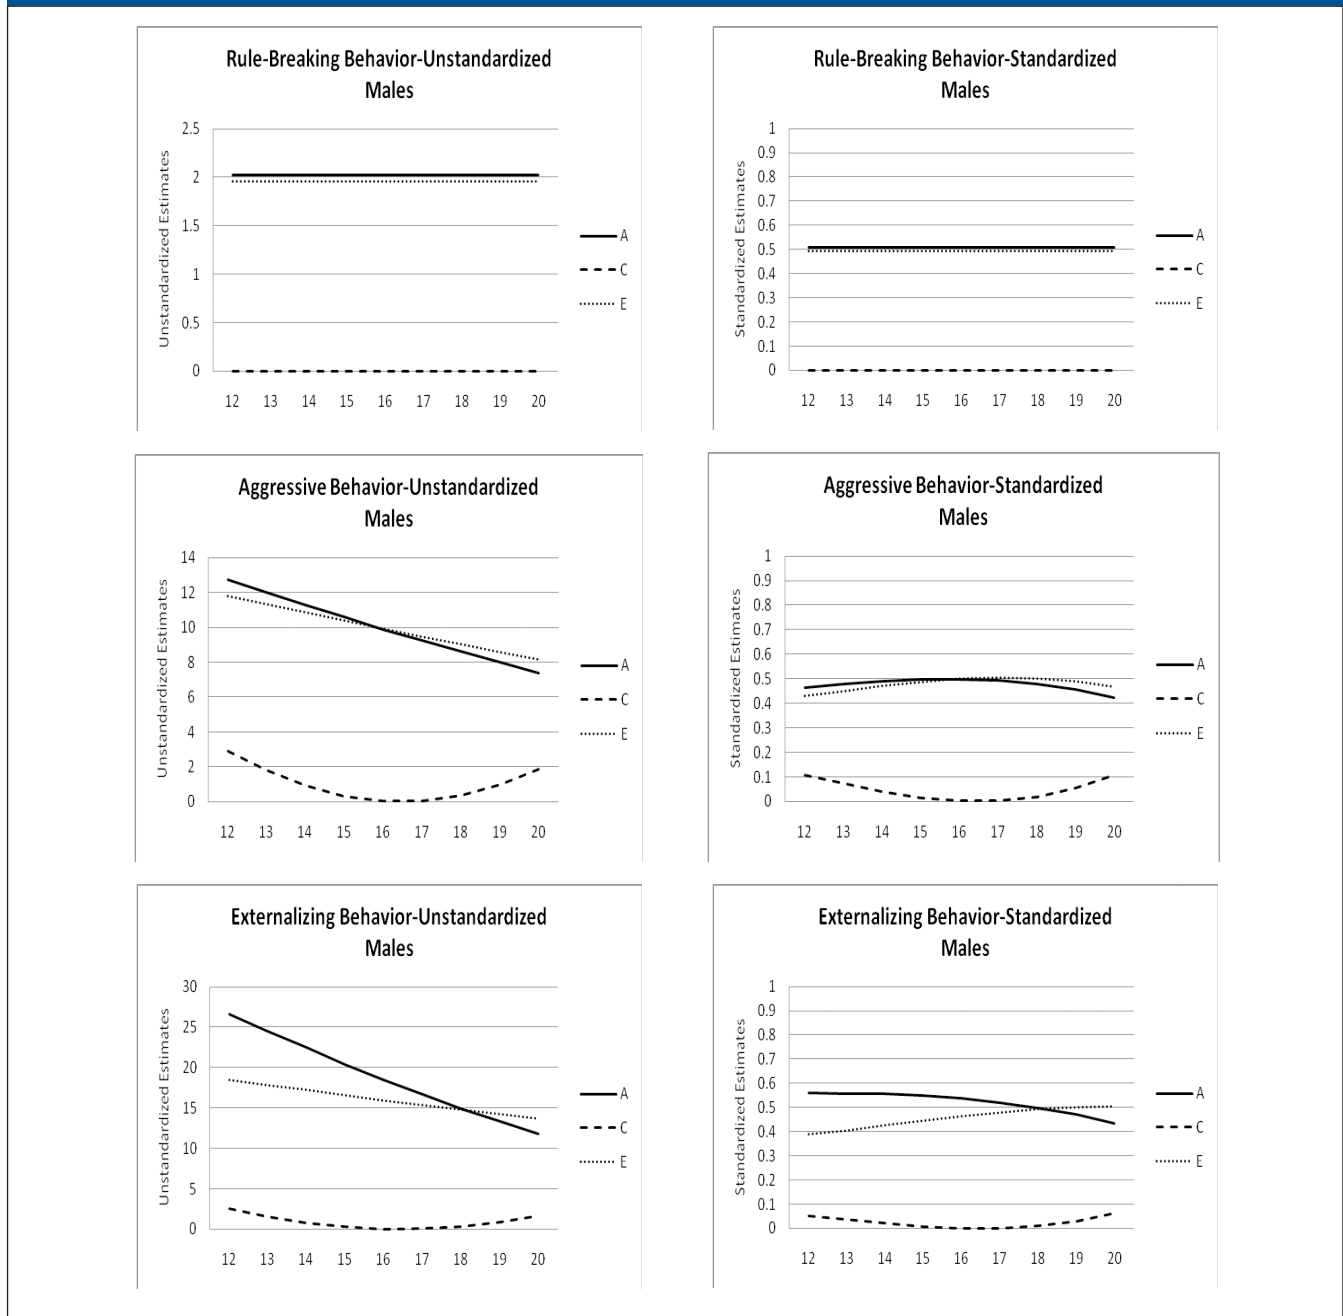 Rule-Breaking Behavior-Unstandardized
Males
Unstandardized Estimates
2.5
2
1.5
1
0.5
0
12 13 14 15 16 17 18 19 20
A
C
E
Rule-Breaking Behavior-Standardized
Males
Standardized Estimates
1
0.9
0.8
0.7
0.6
0.5
0.4
0.3
0.2
0.1
0
12 13 14 15 16 17 18 19 20
A
C
E
Aggressive Behavior-Unstandardized
Males
Unstandardized Estimates
14
12
10
8
6
4
2
0
12 13 14 15 16 17 18 19 20
A
C
E
Aggressive Behavior-Standardized
Males
Standardized Estimates
1
0.9
0.8
0.7
0.6
0.5
0.4
0.3
0.2
0.1
0
12 13 14 15 16 17 18 19 20
A
C
E
Externalizing Behavior-Unstandardized
Males
Unstandardized Estimates
30
25
20
15
10
5
0
12 13 14 15 16 17 18 19 20
A
C
E
Externalizing Behavior-Standardized
Males
Standardized Estimates
1
0.9
0.8
0.7
0.6
0.5
0.4
0.3
0.2
0.1
0
12 13 14 15 16 17 18 19 20
A
C
E